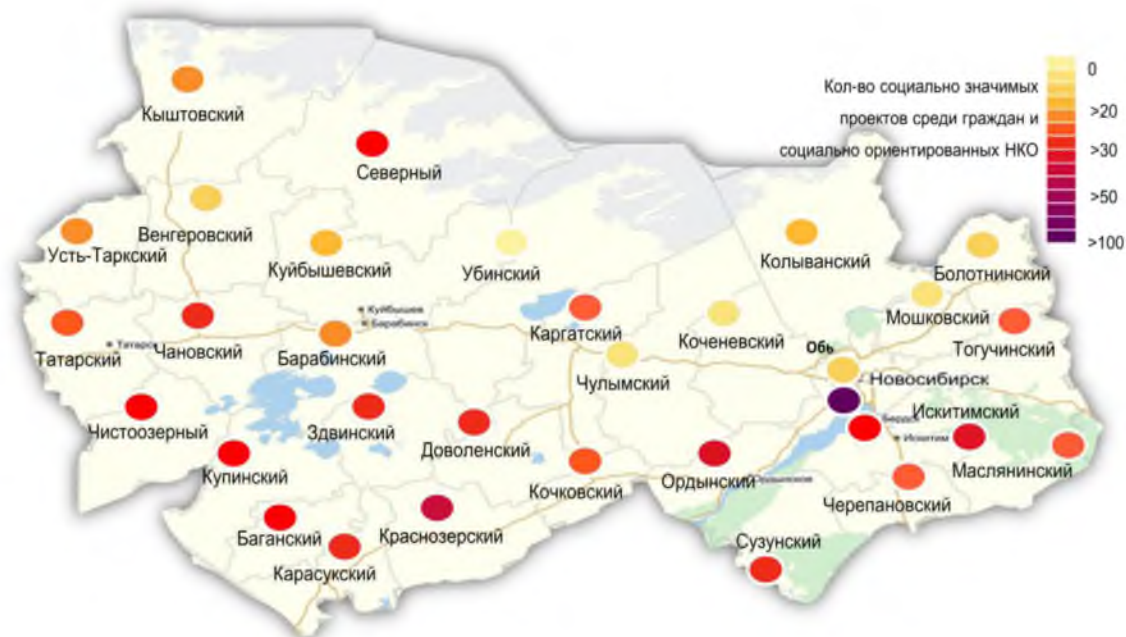 0
Кол-во социально значимых
>20
проектов среди граждан и
>30
социально ориентированных НКО
>50
>100
Кыштовский
Северный
Венгеровский
Усть-Таркский
Куйбышевский
Убинский
Колыванский
Болотнинский
Куйбышев
Барабинск
Каргатский
Мошковский
Татарск
Татарский
Чановский
Барабинский
Коченевский
Тогучинский
Обь
Чулымский
Новосибирск
Чистоозерный
Здвинский
Доволенский
Бердск
Искитимский
Искитим
Купинский
Кочковский
Ордынский
Маслянинский
Черепановский
Баганский
Краснозерский
Сузунский
Карасукский